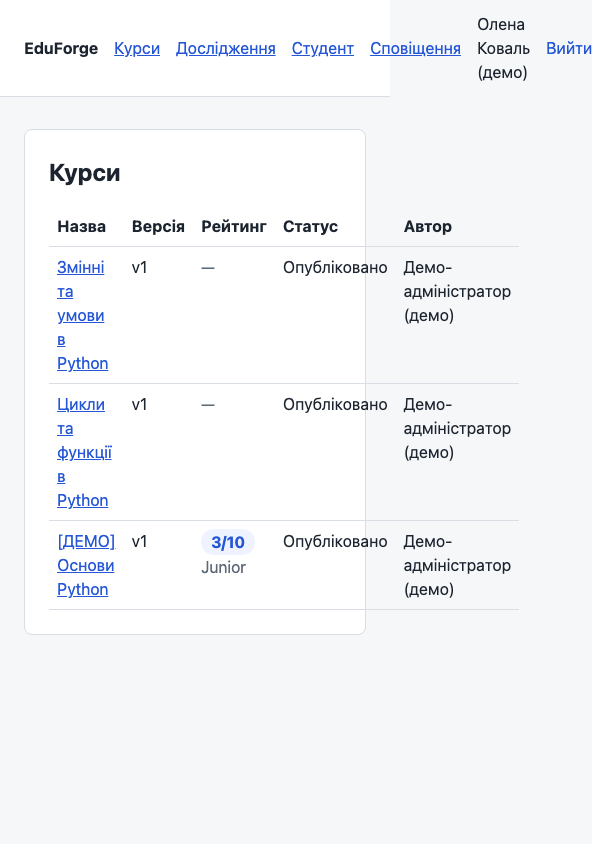 EduForge Курси Дослідження Студент Сповіщення Олена Коваль (демо) Вийти
Курси
Назва Версія Рейтинг Статус Автор
Змінні та умови в Python v1 — Опубліковано Демо-адміністратор (демо)
Цикли та функції в Python v1 — Опубліковано Демо-адміністратор (демо)
[ДЕМО] Основи Python v1 3/10 Junior Опубліковано Демо-адміністратор (демо)